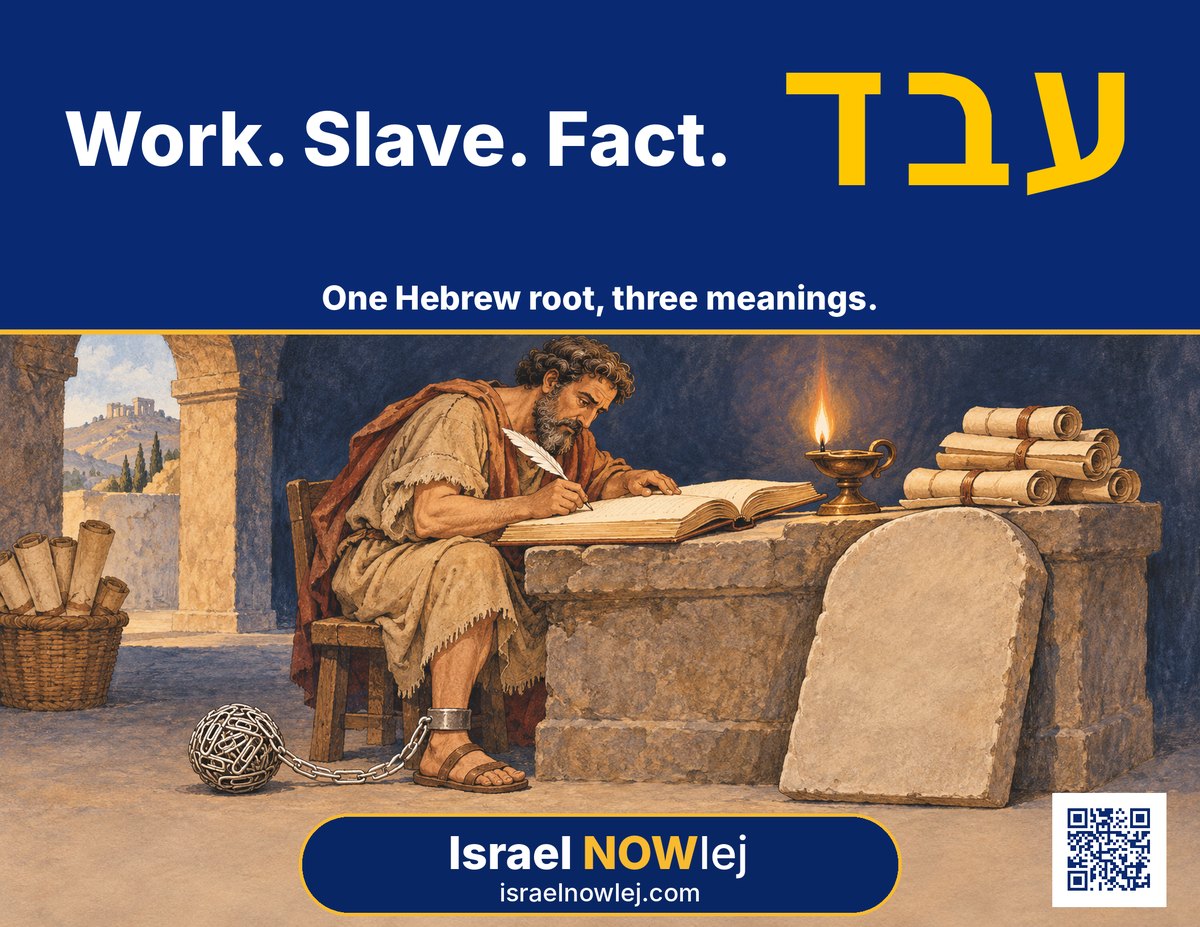 Work. Slave. Fact. עבד
One Hebrew root, three meanings.
Israel NOWlej
israelnowlej.com